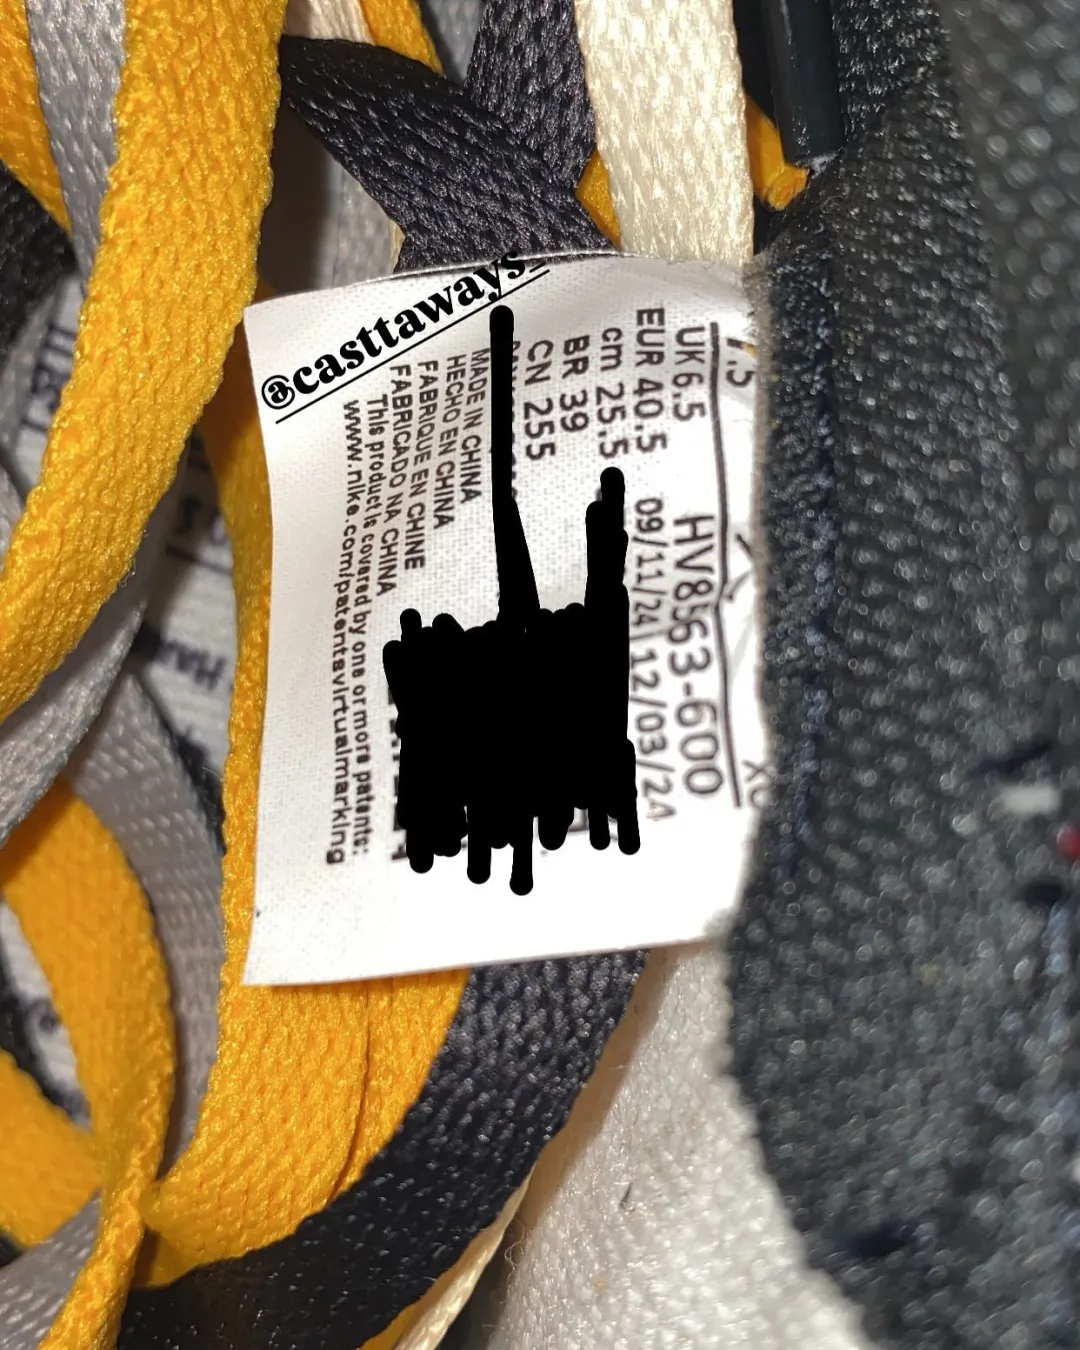 @casttaways_
7.5
UK 6.5
EUR 40.5
cm 25.5
BR 39
CN 255
HV8563-600
09/11/24 12/03/24
MADE IN CHINA
HECHO EN CHINA
FABRIQUE EN CHINE
FABRICADO NA CHINA
This product is covered by one or more patents:
www.nike.com/patentsvirtualmarking